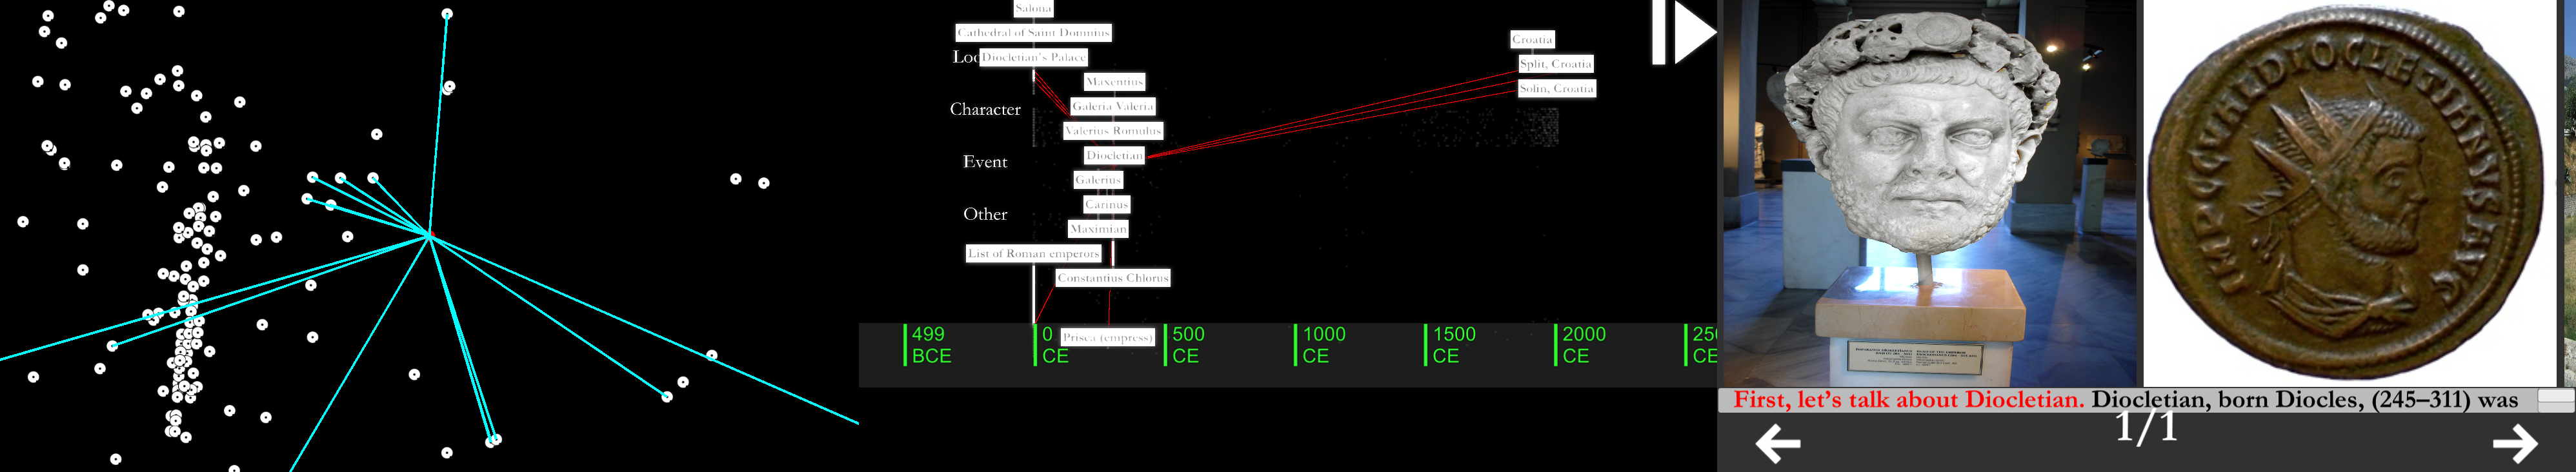 Salona
Cathedral of Saint Domnius
Loc
Diocletian's Palace
Maxentius
Character
Galeria Valeria
Valerius Romulus
Event
Diocletian
Galerius
Other
Carinus
Maximian
List of Roman emperors
Constantius Chlorus
Prisca (empress)
Croatia
Split, Croatia
Solin, Croatia
499 BCE
0 CE
500 CE
1000 CE
1500 CE
2000 CE
250
CE
First, let's talk about Diocletian. Diocletian, born Diocles, (245–311) was
1/1